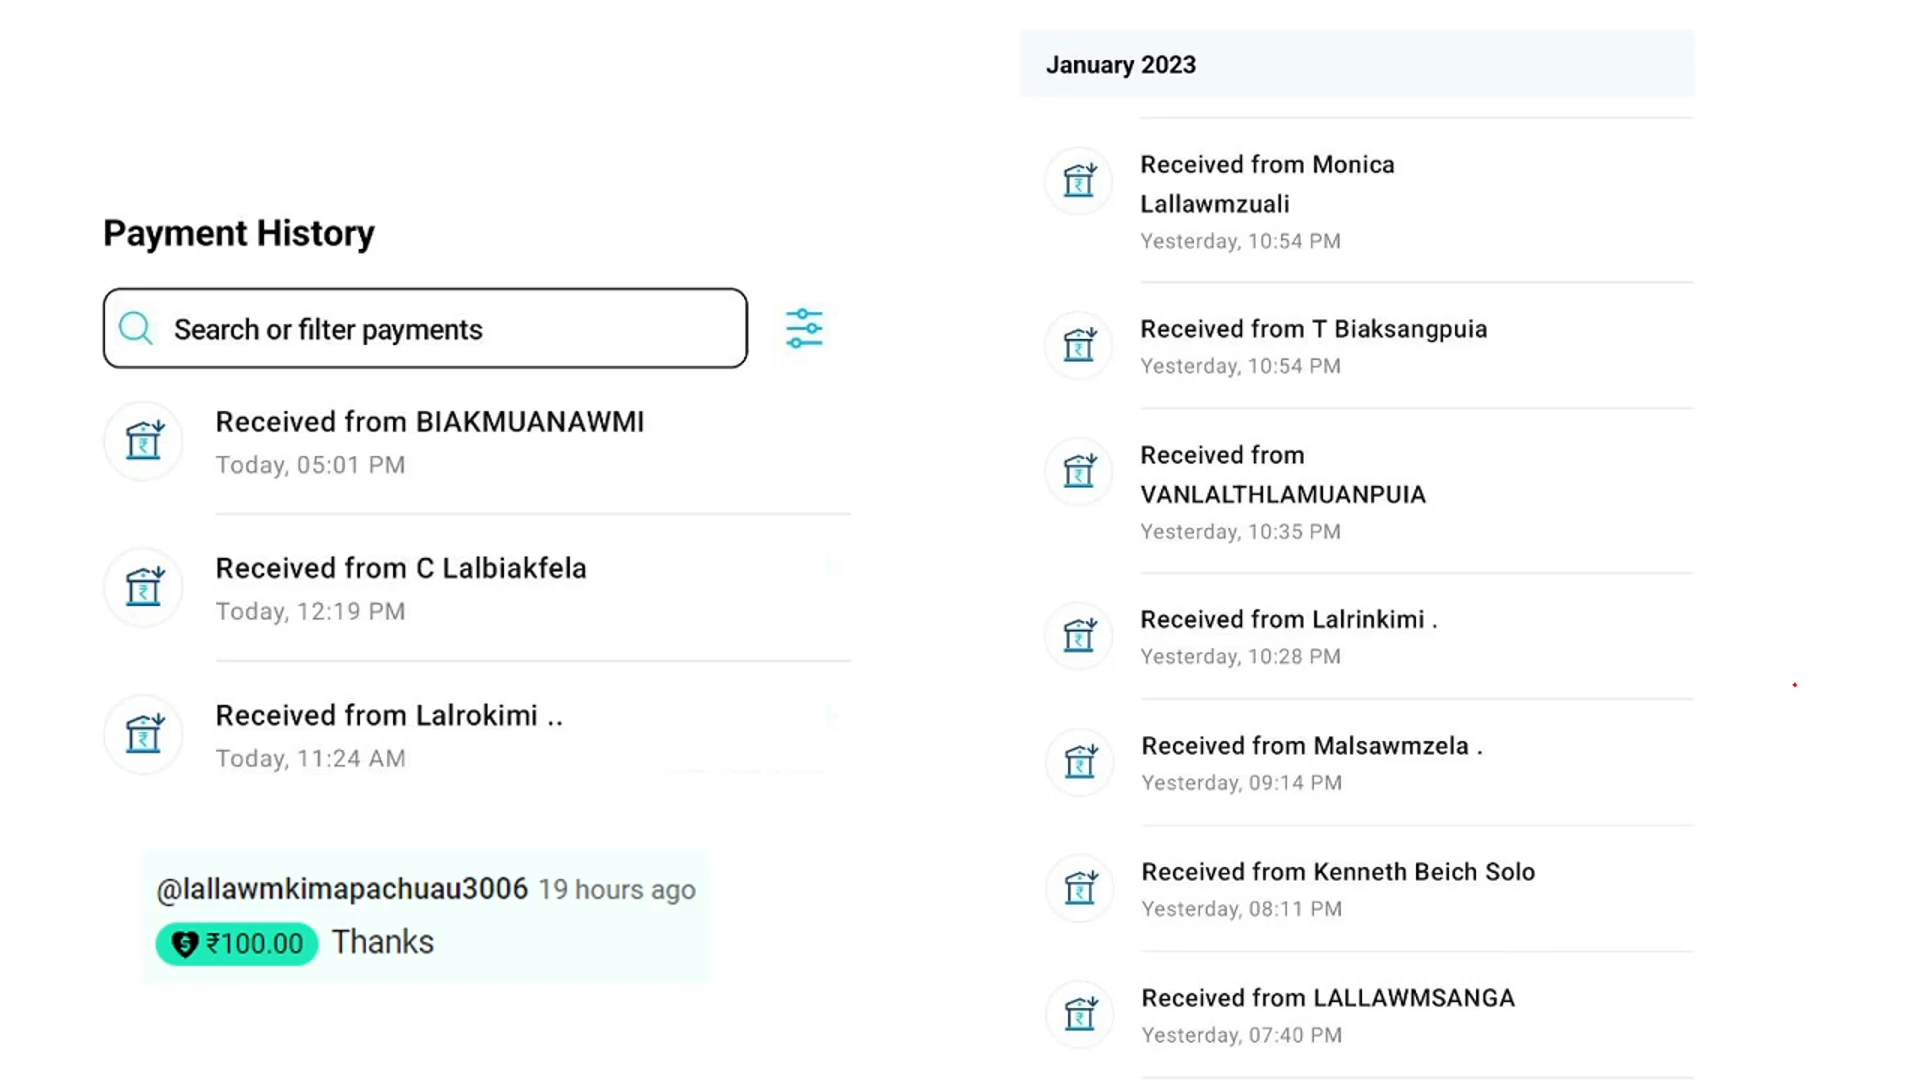 Payment History
Search or filter payments
Received from BIAKMUANAWMI
Today, 05:01 PM
Received from C Lalbiakfela
Today, 12:19 PM
Received from Lalrokimi ..
Today, 11:24 AM
@lallawmkimapachuau3006 19 hours ago
₹100.00 Thanks
January 2023
Received from Monica
Lallawmzuali
Yesterday, 10:54 PM
Received from T Biaksangpuia
Yesterday, 10:54 PM
Received from
VANLALTHLAMUANPUIA
Yesterday, 10:35 PM
Received from Lalrinkimi .
Yesterday, 10:28 PM
Received from Malsawmzela .
Yesterday, 09:14 PM
Received from Kenneth Beich Solo
Yesterday, 08:11 PM
Received from LALLAWMSANGA
Yesterday, 07:40 PM